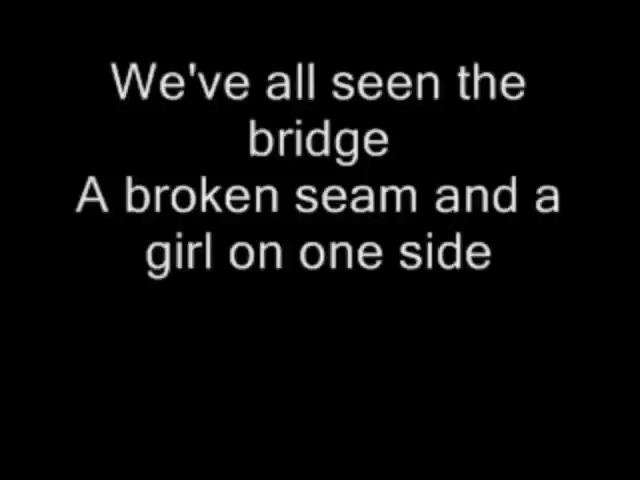 We've all seen the
bridge
A broken seam and a
girl on one side